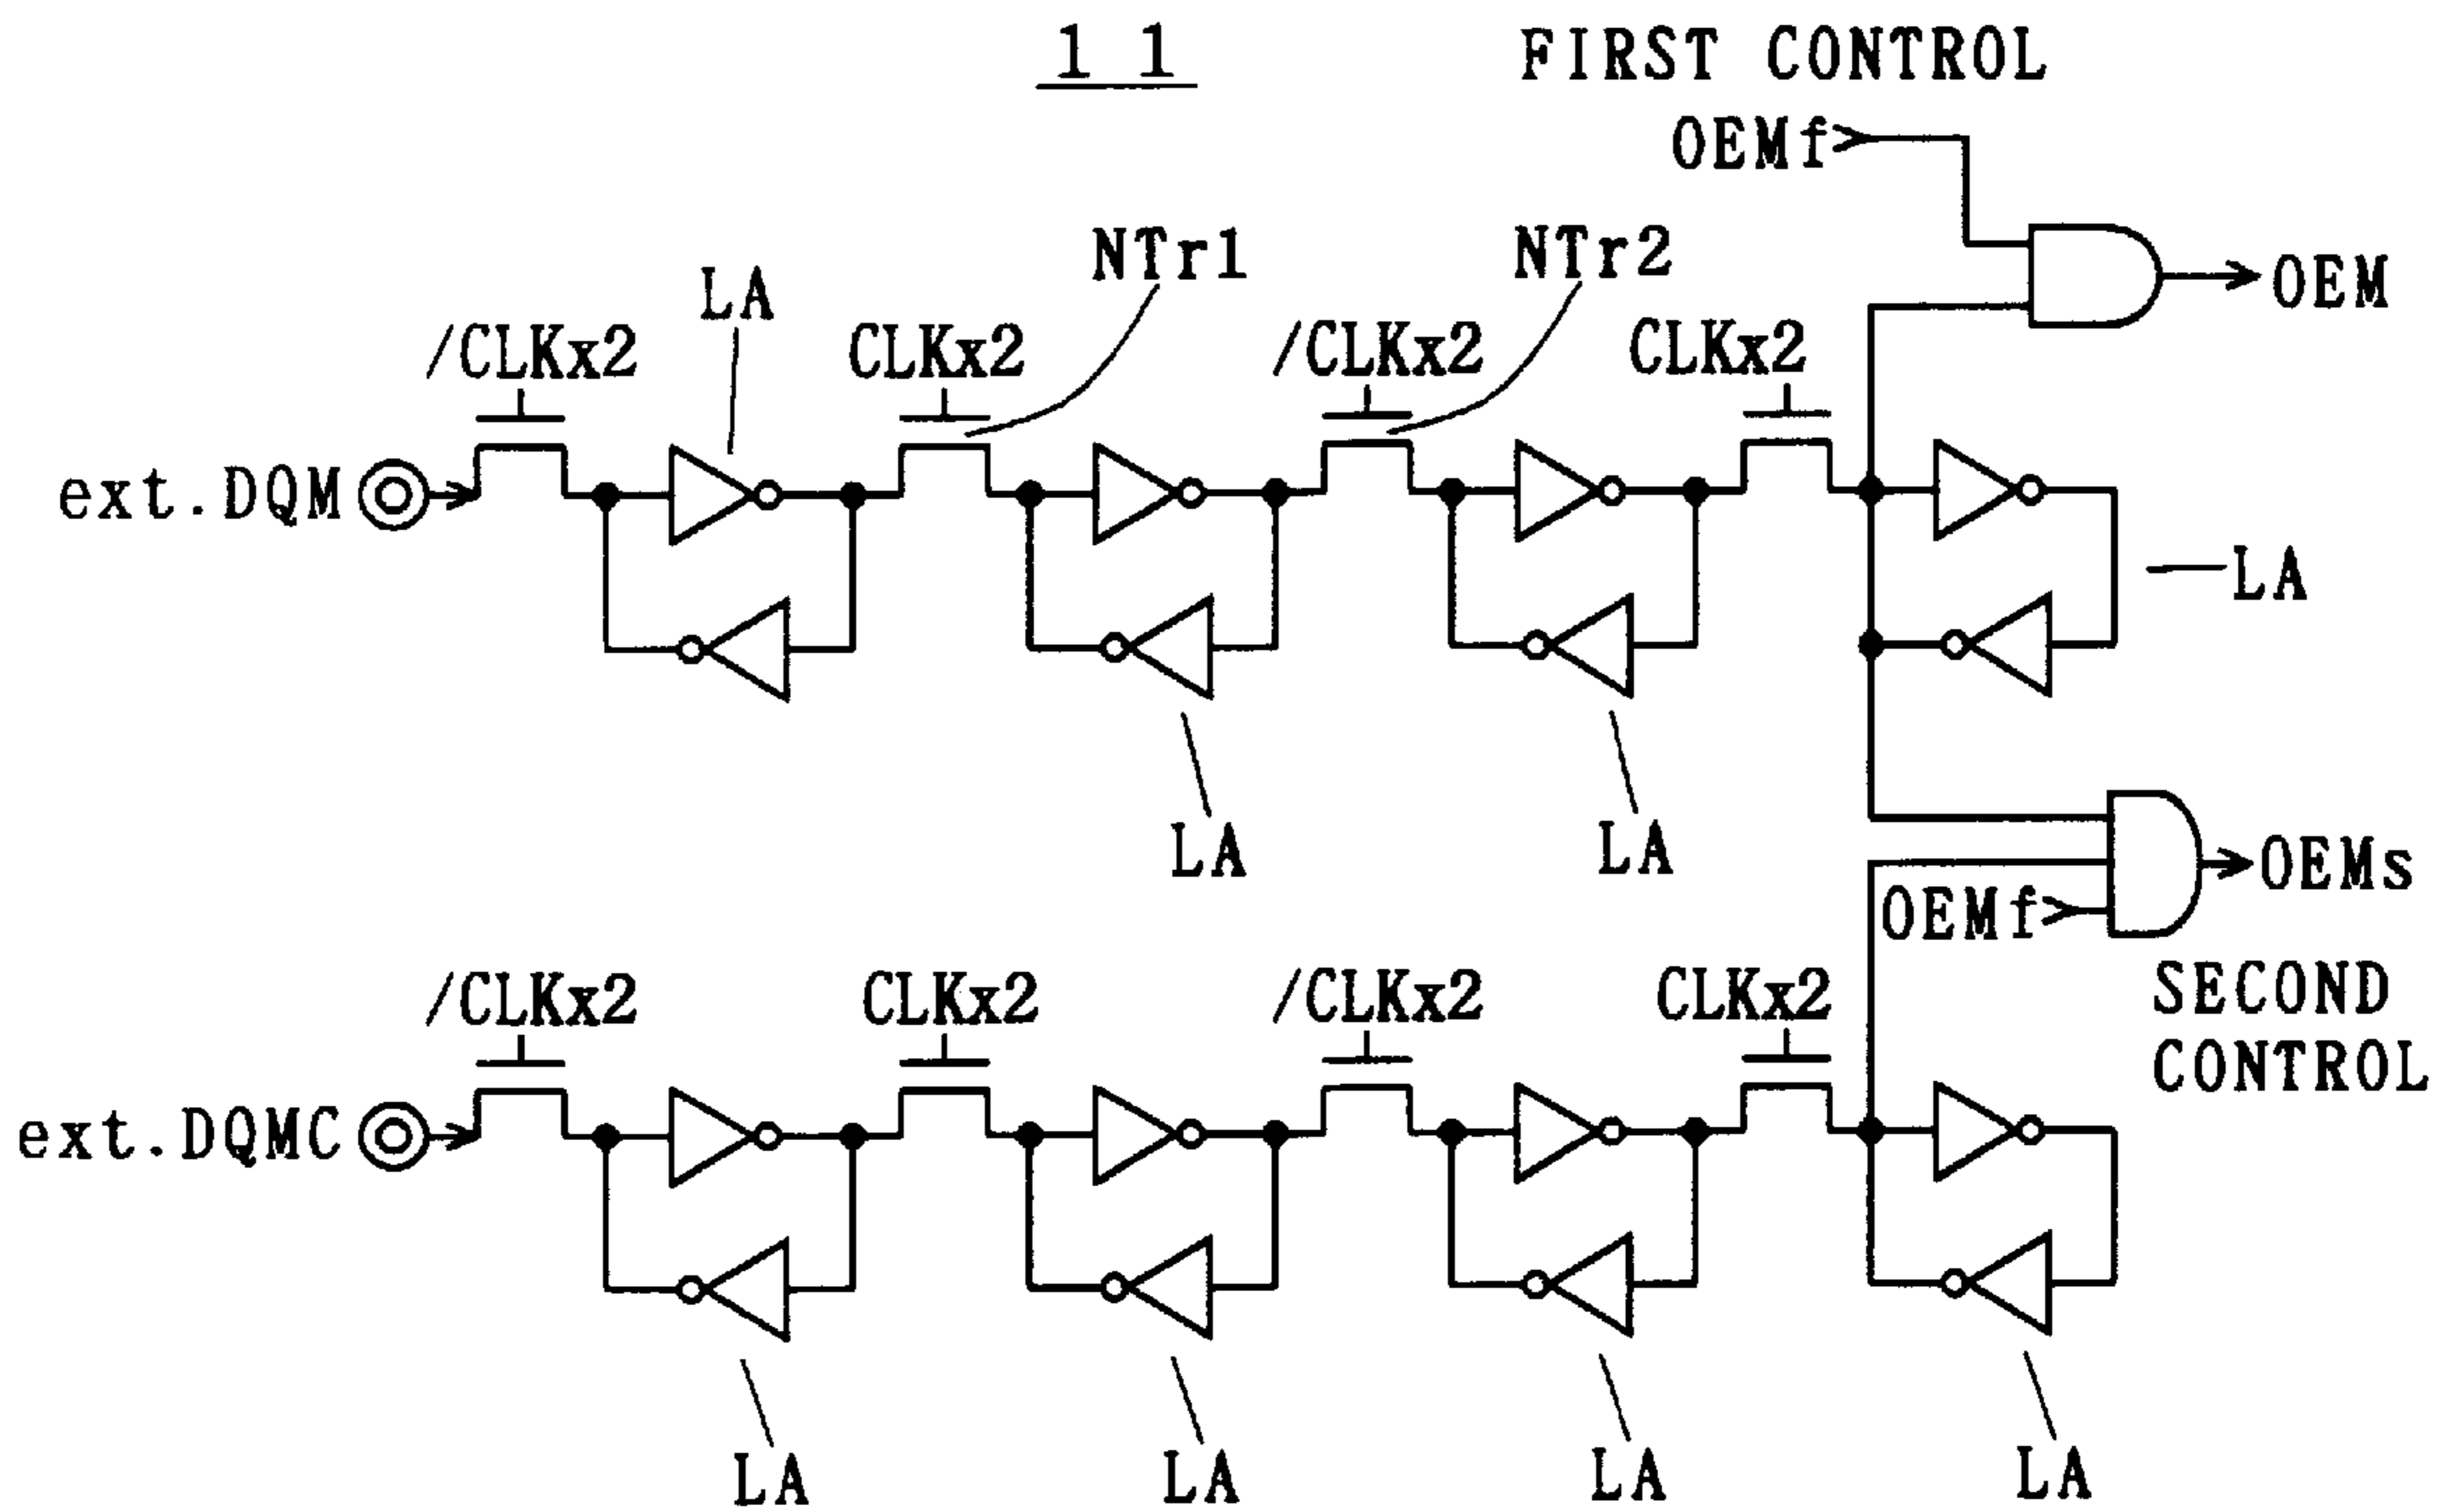 1 1
FIRST CONTROL
OEMf
OEM
NTr1
NTr2
LA
/CLKx2
CLKx2
/CLKx2
CLKx2
ext.DQM
LA
LA
LA
OEMs
OEMf
SECOND
CONTROL
/CLKx2
CLKx2
/CLKx2
CLKx2
ext.DQMC
LA
LA
LA
LA